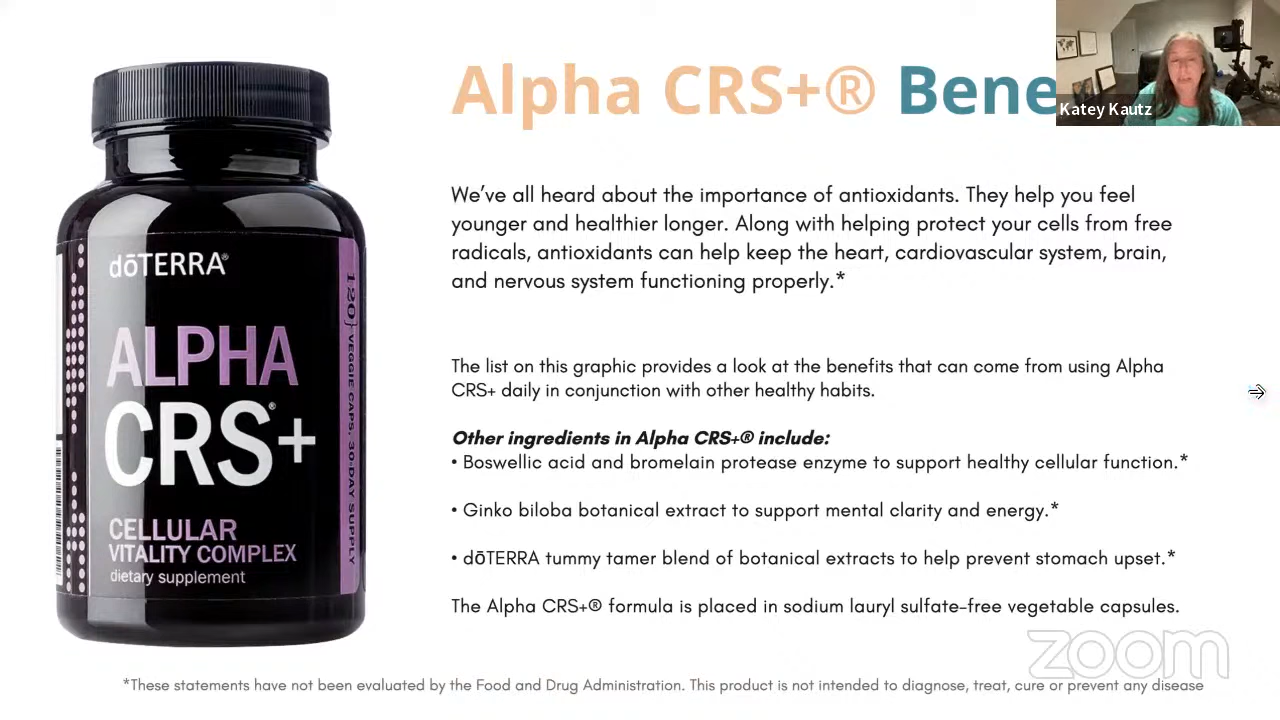 Alpha CRS+® Bene
Katey Kautz
We’ve all heard about the importance of antioxidants. They help you feel
younger and healthier longer. Along with helping protect your cells from free
radicals, antioxidants can help keep the heart, cardiovascular system, brain,
and nervous system functioning properly.*
The list on this graphic provides a look at the benefits that can come from using Alpha
CRS+ daily in conjunction with other healthy habits.
Other ingredients in Alpha CRS+® include:
• Boswellic acid and bromelain protease enzyme to support healthy cellular function.*
• Ginko biloba botanical extract to support mental clarity and energy.*
• dōTERRA tummy tamer blend of botanical extracts to help prevent stomach upset.*
The Alpha CRS+® formula is placed in sodium lauryl sulfate-free vegetable capsules.
dōTERRA®
ALPHA
CRS®+
CELLULAR
VITALITY COMPLEX
dietary supplement
120} VEGGIE CAPS, 30-DAY SUPPLY
zoom
*These statements have not been evaluated by the Food and Drug Administration. This product is not intended to diagnose, treat, cure or prevent any disease